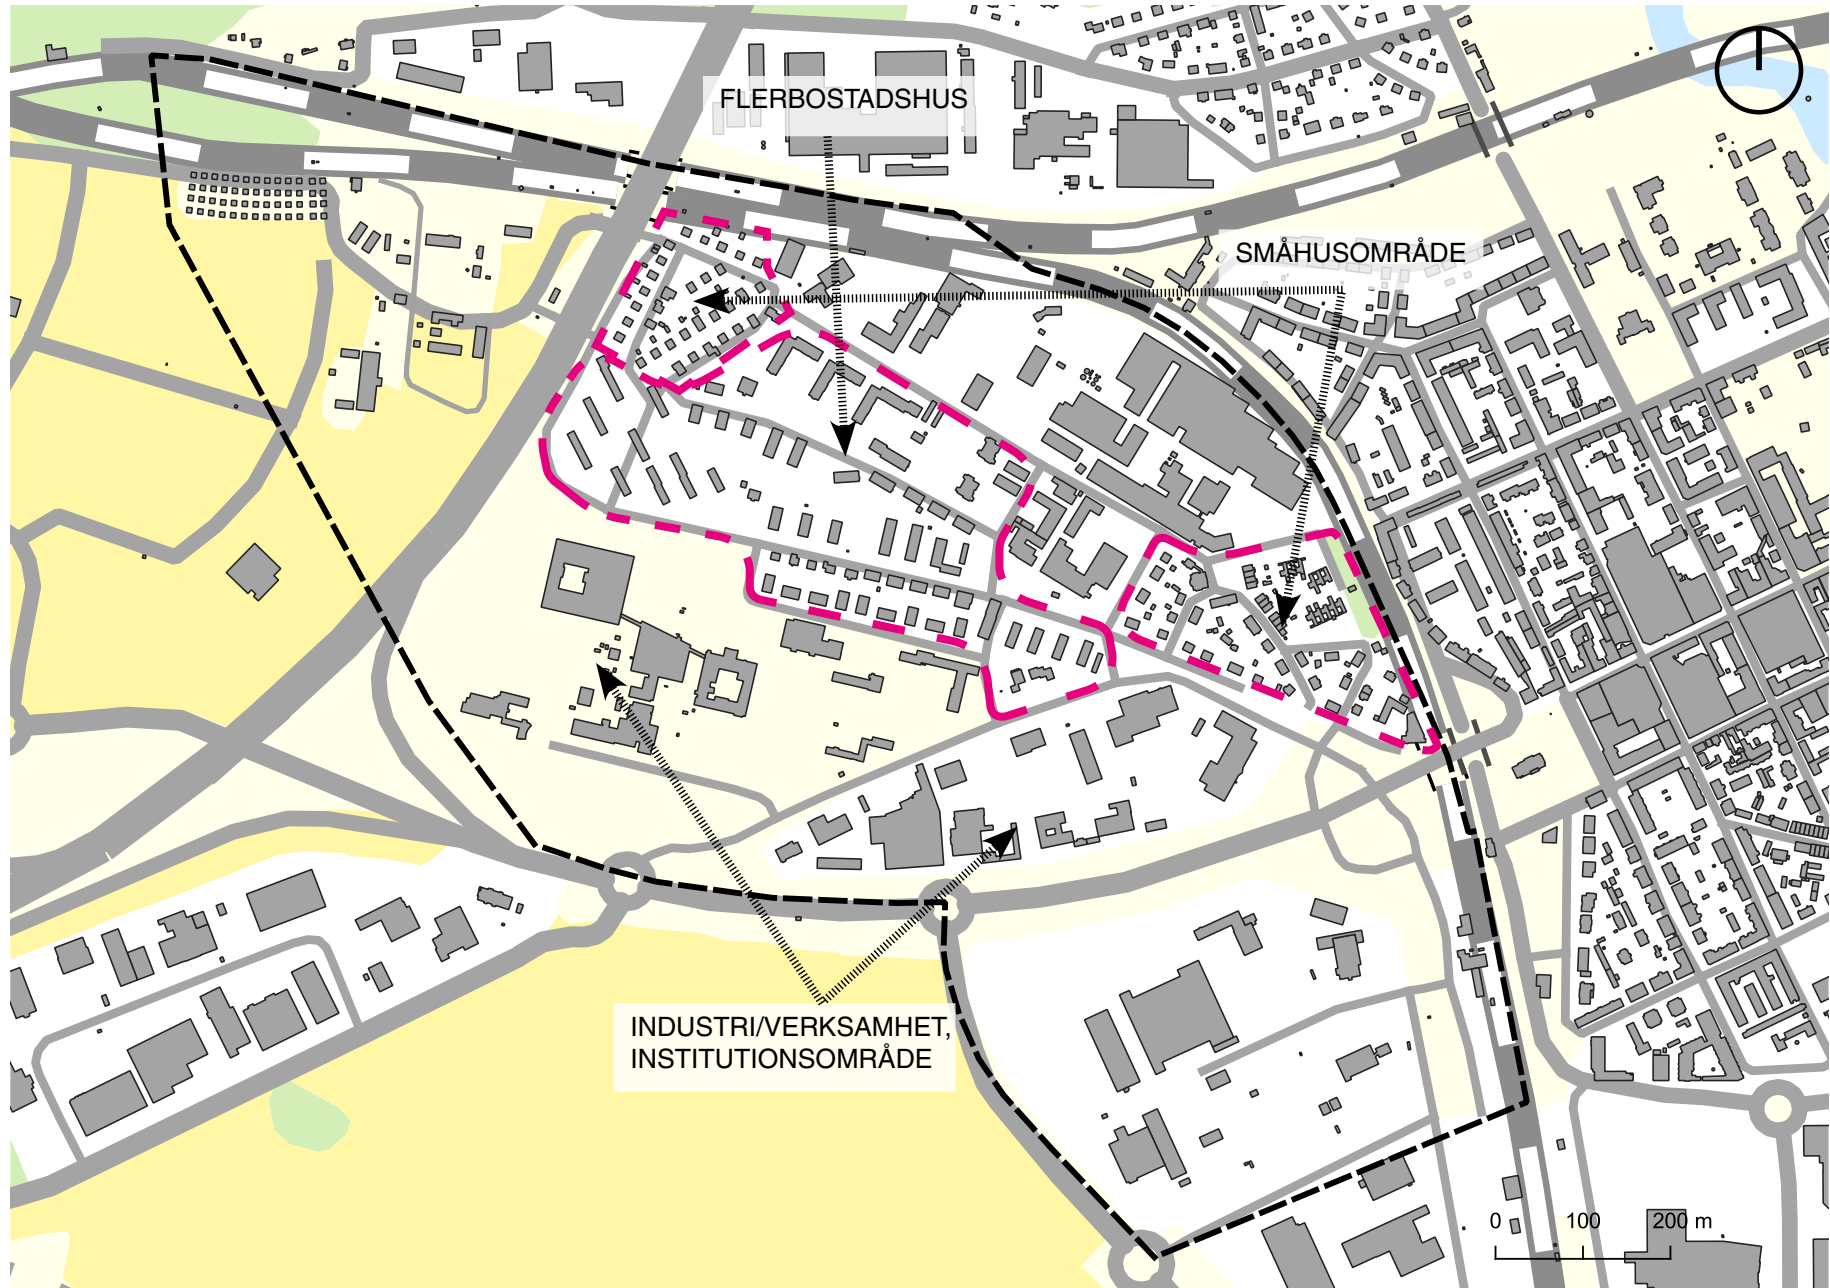 FLERBOSTADSHUS
SMÅHUSOMRÅDE
INDUSTRI/VERKSAMHET,
INSTITUTIONSOMRÅDE
0 100 200 m